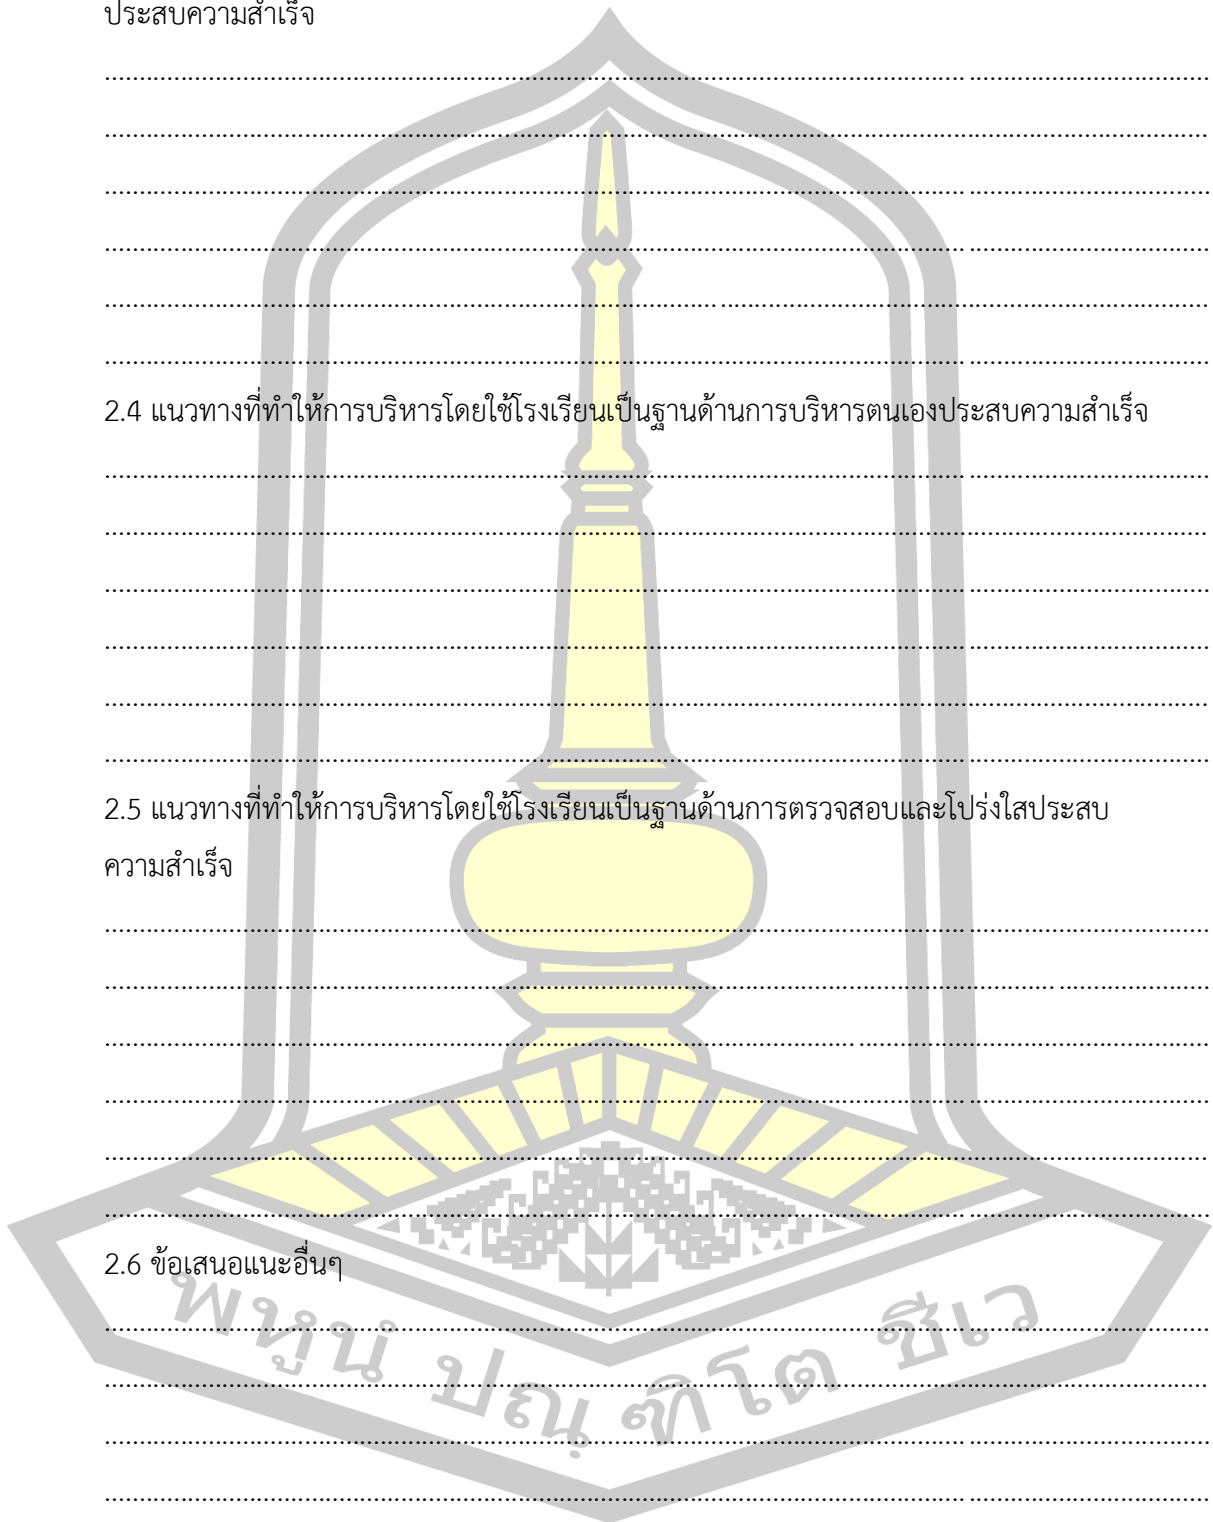 ประสบความสำเร็จ
2.4 แนวทางที่ทำให้การบริหารโดยใช้โรงเรียนเป็นฐานด้านการบริหารตนเองประสบความสำเร็จ
2.5 แนวทางที่ทำให้การบริหารโดยใช้โรงเรียนเป็นฐานด้านการตรวจสอบและโปร่งใสประสบ
ความสำเร็จ
2.6 ข้อเสนอแนะอื่นๆ
พหูนํ ปณฺฑิโต ชีเว